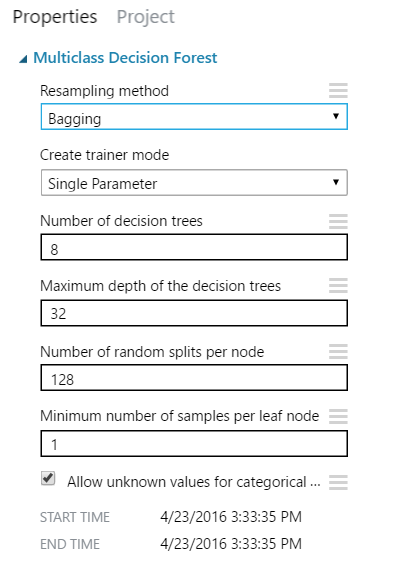 Properties Project
Multiclass Decision Forest
Resampling method
Bagging
Create trainer mode
Single Parameter
Number of decision trees
8
Maximum depth of the decision trees
32
Number of random splits per node
128
Minimum number of samples per leaf node
1
Allow unknown values for categorical ...
START TIME 4/23/2016 3:33:35 PM
END TIME 4/23/2016 3:33:35 PM